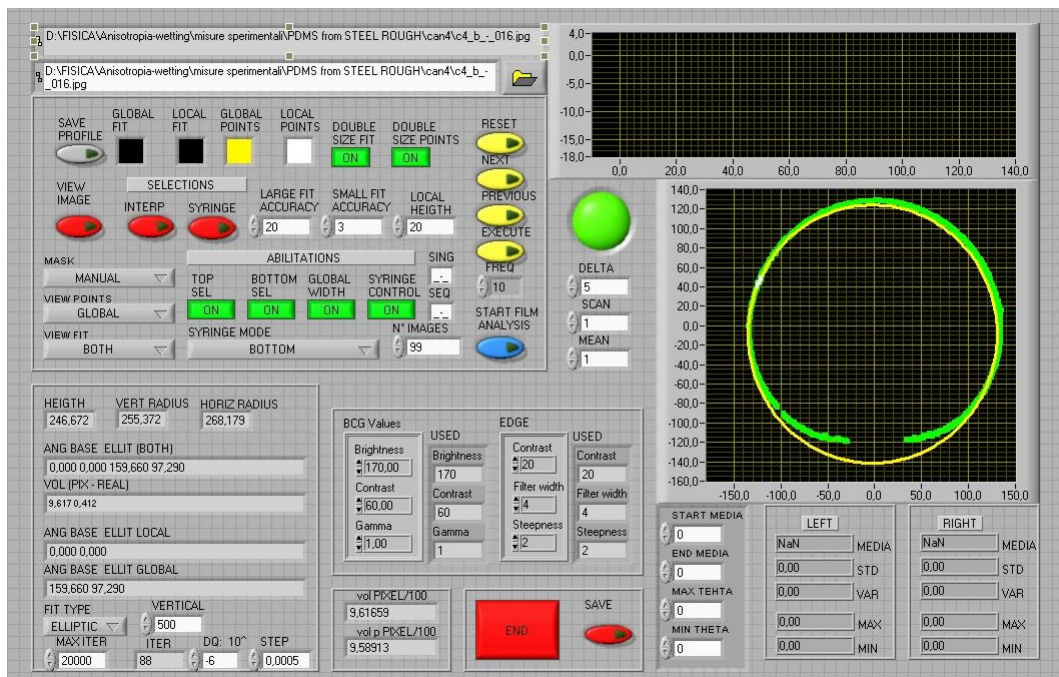 D:\FISICA\Anisotropia-wetting\misure sperimentali\PDMS from STEEL ROUGH\can4\c4_b_-_016.jpg
D:\FISICA\Anisotropia-wetting\misure sperimentali\PDMS from STEEL ROUGH\can4\c4_b_-
_016.jpg
SAVE PROFILE
GLOBAL FIT
LOCAL FIT
GLOBAL POINTS
LOCAL POINTS
DOUBLE SIZE FIT
ON
DOUBLE SIZE POINTS
ON
RESET
NEXT
PREVIOUS
EXECUTE
VIEW IMAGE
SELECTIONS
INTERP
SYRINGE
LARGE FIT ACCURACY
20
SMALL FIT ACCURACY
3
LOCAL HEIGTH
20
MASK
MANUAL
VIEW POINTS
GLOBAL
VIEW FIT
BOTH
ABILITATIONS
TOP SEL
ON
BOTTOM SEL
ON
GLOBAL WIDTH
ON
SYRINGE CONTROL
ON
SING
_._
SEQ
_._
FREQ
10
SYRINGE MODE
BOTTOM
N° IMAGES
99
START FILM ANALYSIS
DELTA
5
SCAN
1
MEAN
1
4,0
0,0
-5,0
-10,0
-15,0
-18,0
0,0 20,0 40,0 60,0 80,0 100,0 120,0 140,0
140,0
120,0
100,0
80,0
60,0
40,0
20,0
0,0
-20,0
-40,0
-60,0
-80,0
-100,0
-120,0
-140,0
-160,0
-150,0 -100,0 -50,0 0,0 50,0 100,0 150,0
HEIGTH
246,672
VERT RADIUS
255,372
HORIZ RADIUS
268,179
ANG BASE ELLIT (BOTH)
0,000 0,000 159,660 97,290
VOL (PIX - REAL)
9,617 0,412
ANG BASE ELLIT LOCAL
0,000 0,000
ANG BASE ELLIT GLOBAL
159,660 97,290
FIT TYPE
ELLIPTIC
VERTICAL
500
MAX ITER
20000
ITER
88
DQ: 10^
-6
STEP
0,0005
BCG Values
Brightness
170,00
Contrast
60,00
Gamma
1,00
USED
Brightness
170
Contrast
60
Gamma
1
EDGE
Contrast
20
Filter width
4
Steepness
2
USED
Contrast
20
Filter width
4
Steepness
2
vol PIXEL/100
9,61659
vol p PIXEL/100
9,58913
END
SAVE
START MEDIA
0
END MEDIA
0
MAX TEHTA
0
MIN THETA
0
LEFT
NaN MEDIA
0,00 STD
0,00 VAR
0,00 MAX
0,00 MIN
RIGHT
NaN MEDIA
0,00 STD
0,00 VAR
0,00 MAX
0,00 MIN